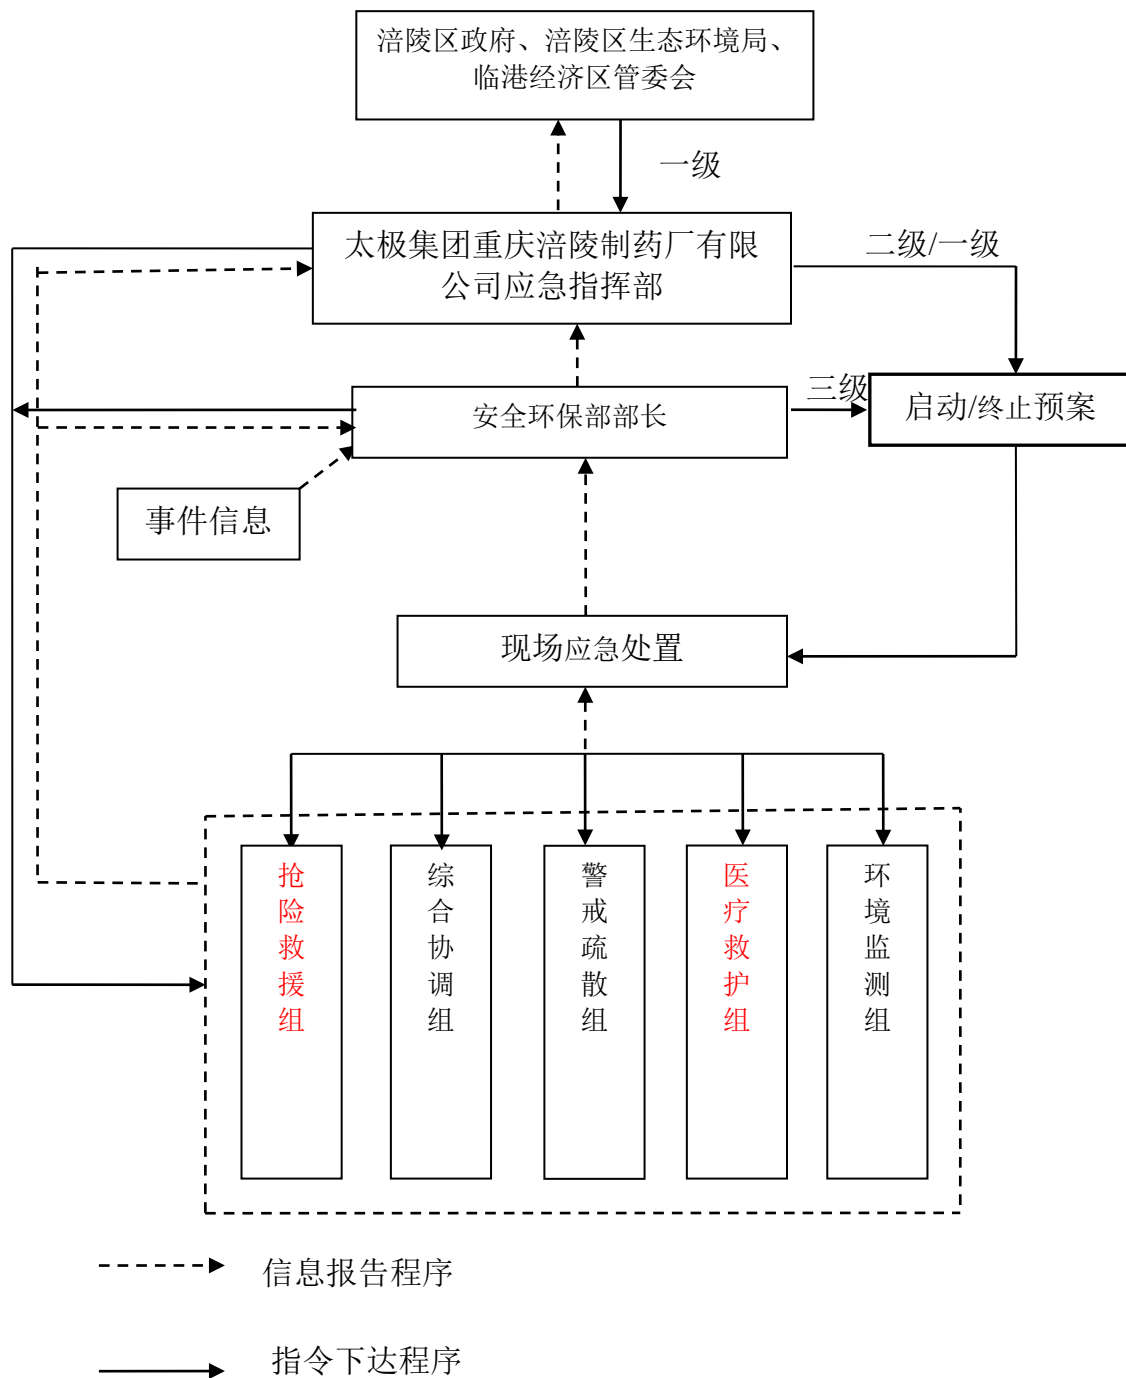 涪陵区政府、涪陵区生态环境局、
临港经济区管委会
一级
太极集团重庆涪陵制药厂有限
公司应急指挥部
二级/一级
安全环保部部长
三级
启动/终止预案
事件信息
现场应急处置
抢险救援组
综合协调组
警戒疏散组
医疗救护组
环境监测组
信息报告程序
指令下达程序